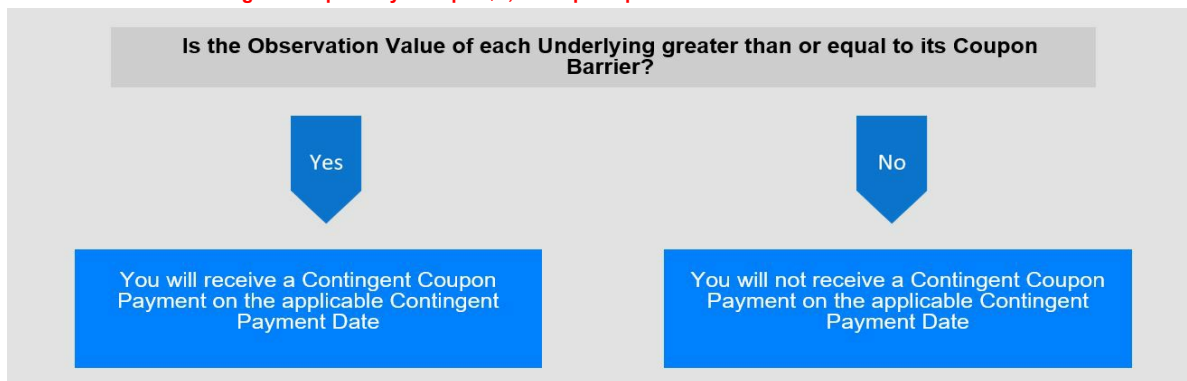 Is the Observation Value of each Underlying greater than or equal to its Coupon
Barrier?
Yes
No
You will receive a Contingent Coupon
Payment on the applicable Contingent
Payment Date
You will not receive a Contingent Coupon
Payment on the applicable Contingent
Payment Date